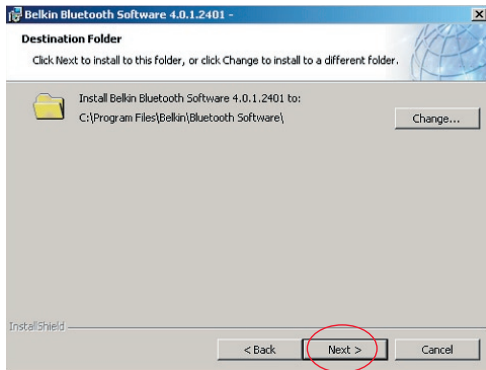 Belkin Bluetooth Software 4.0.1.2401 -
Destination Folder
Click Next to install to this folder, or click Change to install to a different folder.
Install Belkin Bluetooth Software 4.0.1.2401 to:
C:\Program Files\Belkin\Bluetooth Software\
Change...
InstallShield
< Back
Next >
Cancel